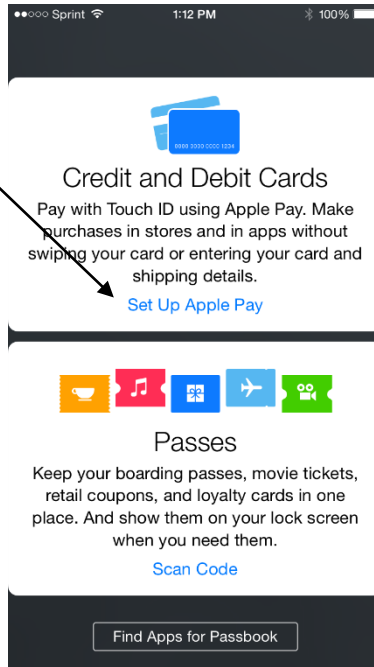 Sprint 1:12 PM 100%
0000 3030 CCCC 1234
Credit and Debit Cards
Pay with Touch ID using Apple Pay. Make
purchases in stores and in apps without
swiping your card or entering your card and
shipping details.
Set Up Apple Pay
Passes
Keep your boarding passes, movie tickets,
retail coupons, and loyalty cards in one
place. And show them on your lock screen
when you need them.
Scan Code
Find Apps for Passbook